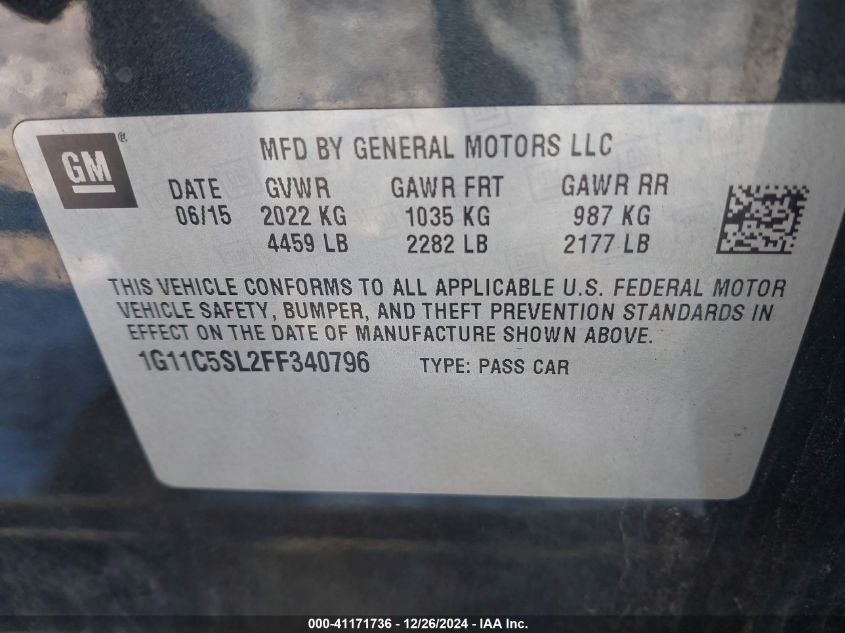 GM
MFD BY GENERAL MOTORS LLC
DATE GVWR GAWR FRT GAWR RR
06/15 2022 KG 1035 KG 987 KG
4459 LB 2282 LB 2177 LB
THIS VEHICLE CONFORMS TO ALL APPLICABLE U.S. FEDERAL MOTOR
VEHICLE SAFETY, BUMPER, AND THEFT PREVENTION STANDARDS IN
EFFECT ON THE DATE OF MANUFACTURE SHOWN ABOVE.
1G11C5SL2FF340796 TYPE: PASS CAR
000-41171736 - 12/26/2024 - IAA Inc.